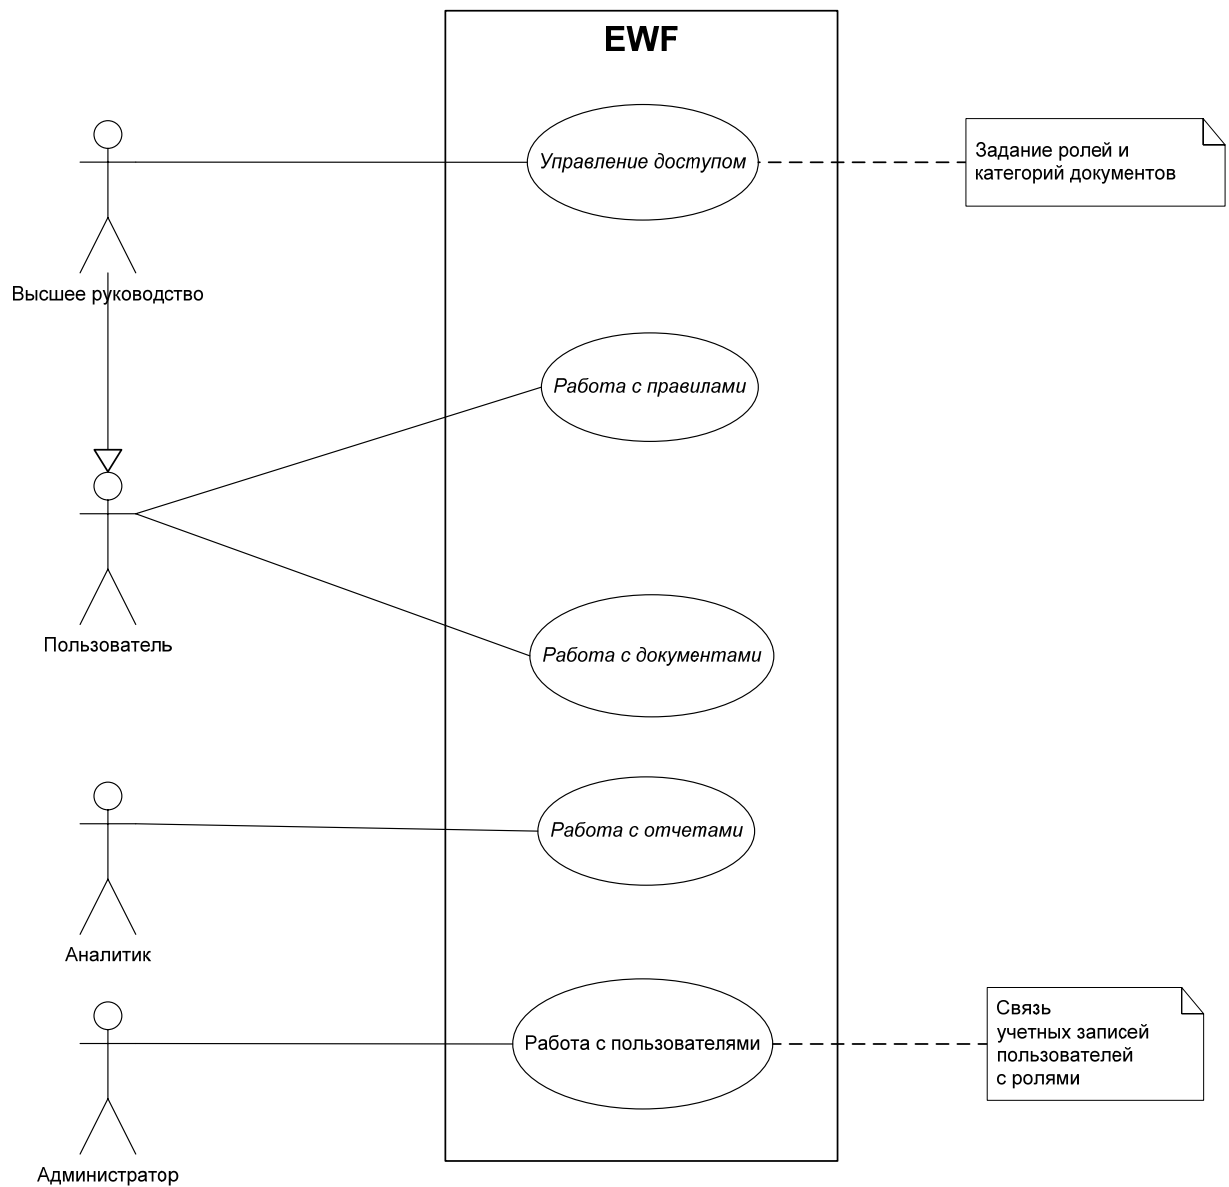 EWF
Управление доступом
Задание ролей и
категорий документов
Высшее руководство
Работа с правилами
Пользователь
Работа с документами
Работа с отчетами
Аналитик
Работа с пользователями
Связь
учетных записей
пользователей
с ролями
Администратор